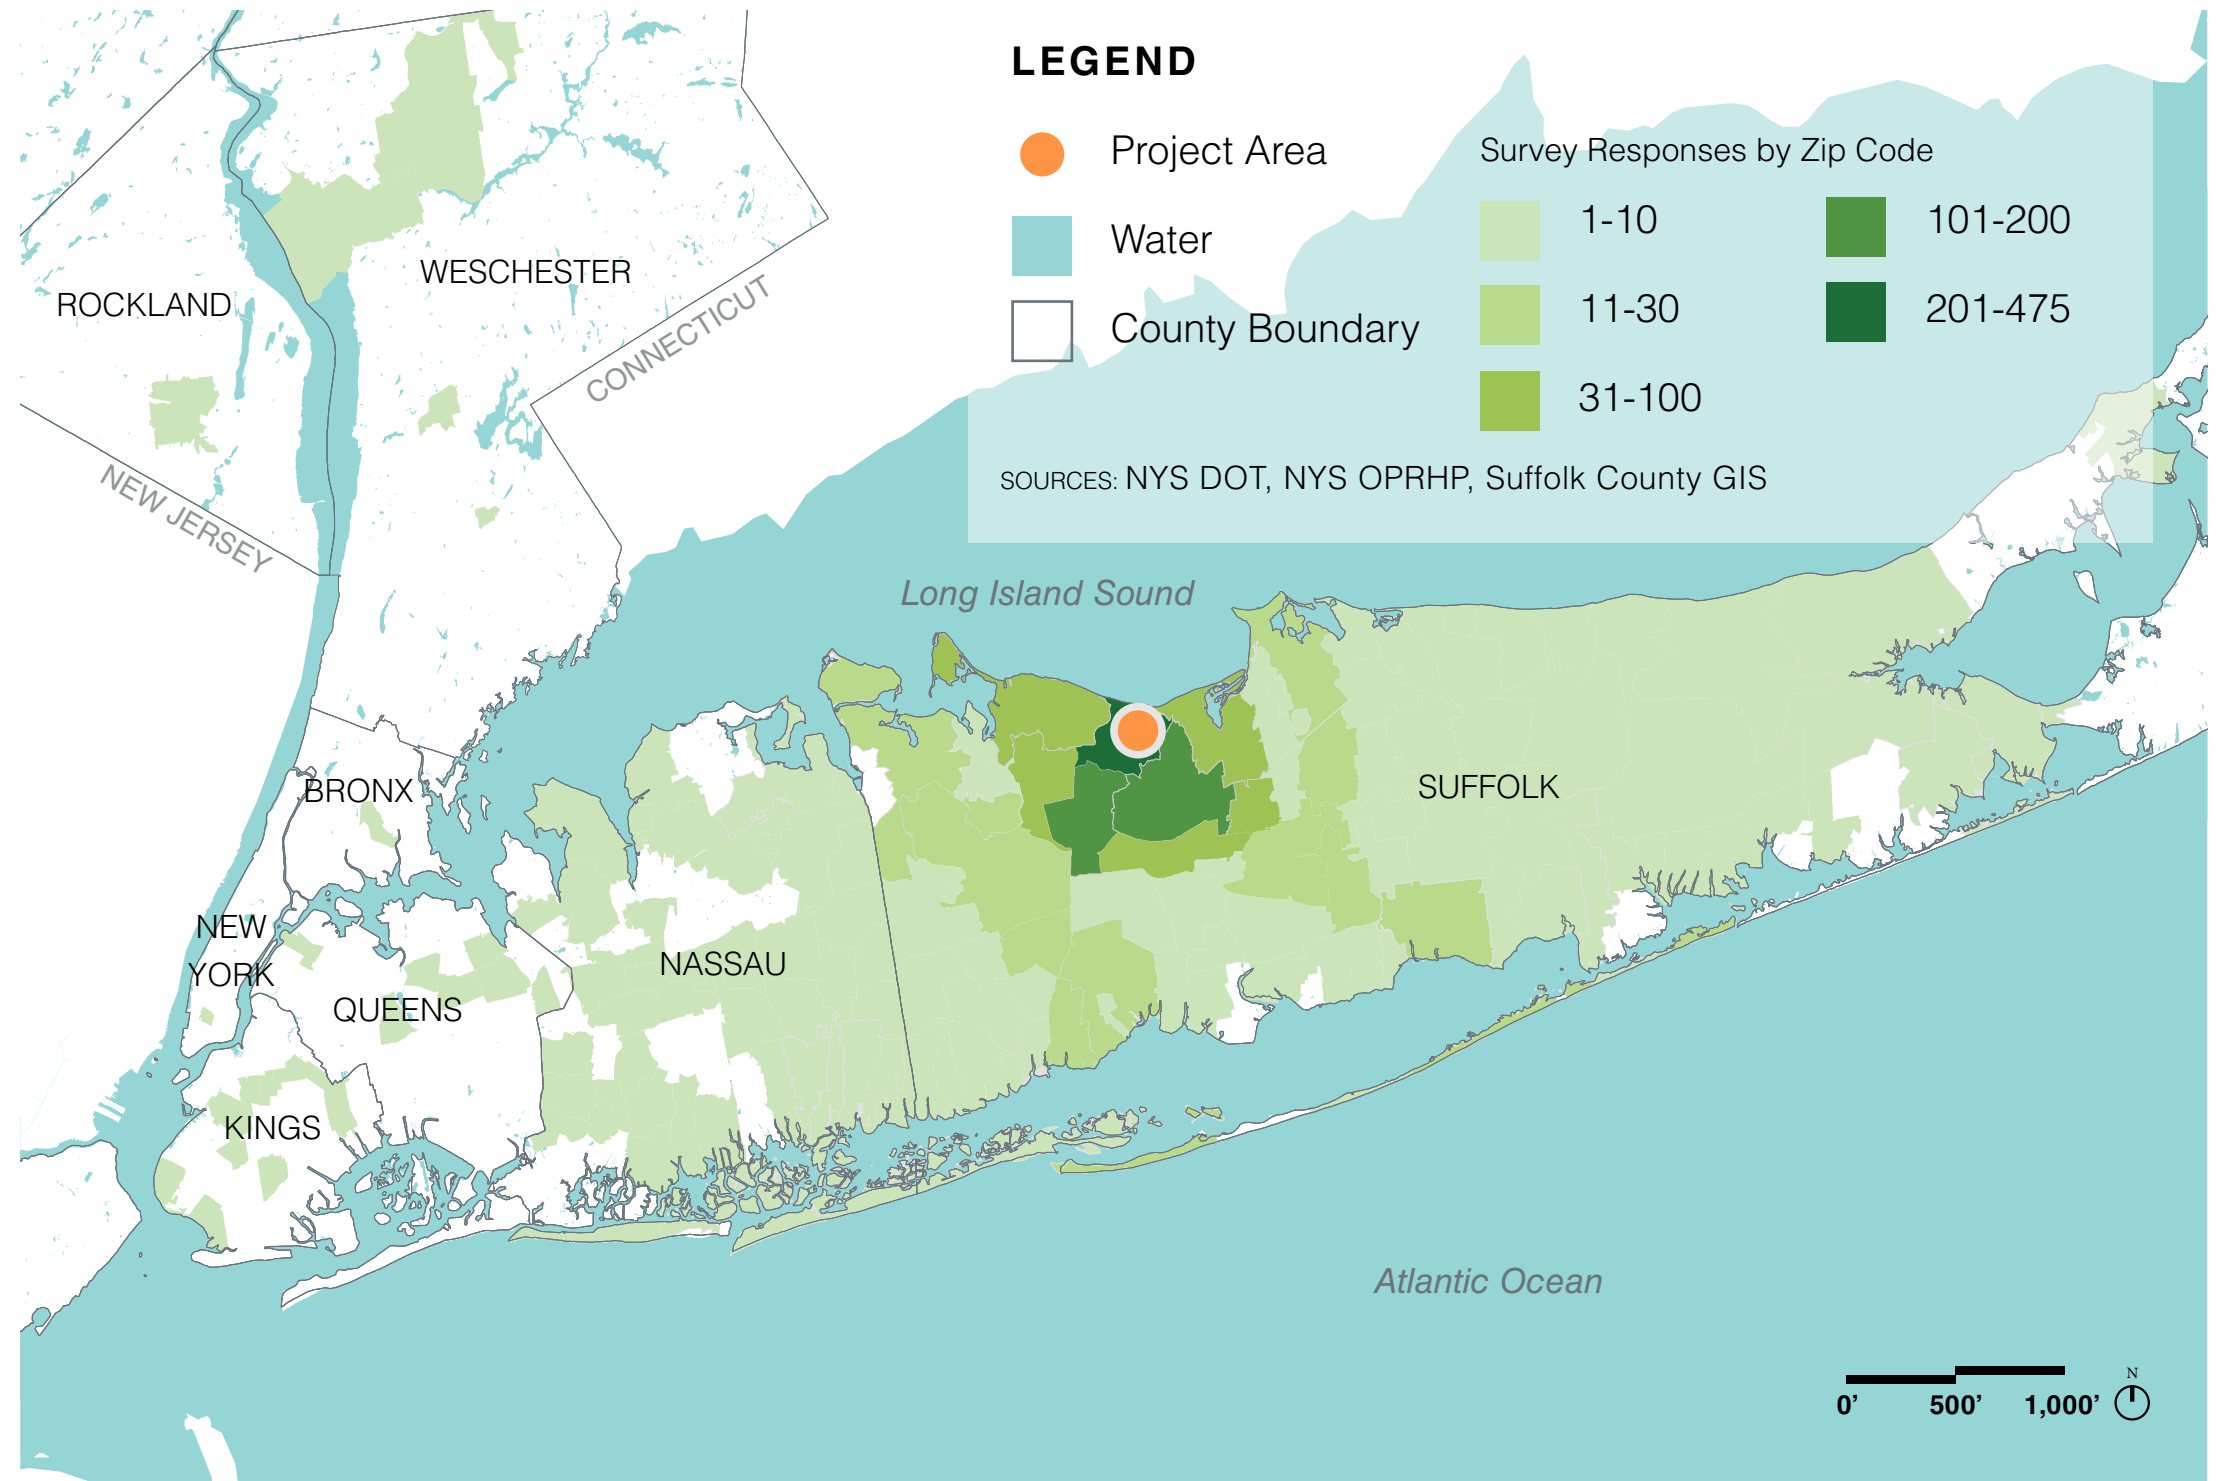 LEGEND
Project Area
Water
County Boundary
Survey Responses by Zip Code
1-10
11-30
31-100
101-200
201-475
SOURCES: NYS DOT, NYS OPRHP, Suffolk County GIS
ROCKLAND
WESCHESTER
CONNECTICUT
NEW JERSEY
Long Island Sound
BRONX
SUFFOLK
NEW
YORK
NASSAU
QUEENS
KINGS
Atlantic Ocean
N
0’ 500’ 1,000’